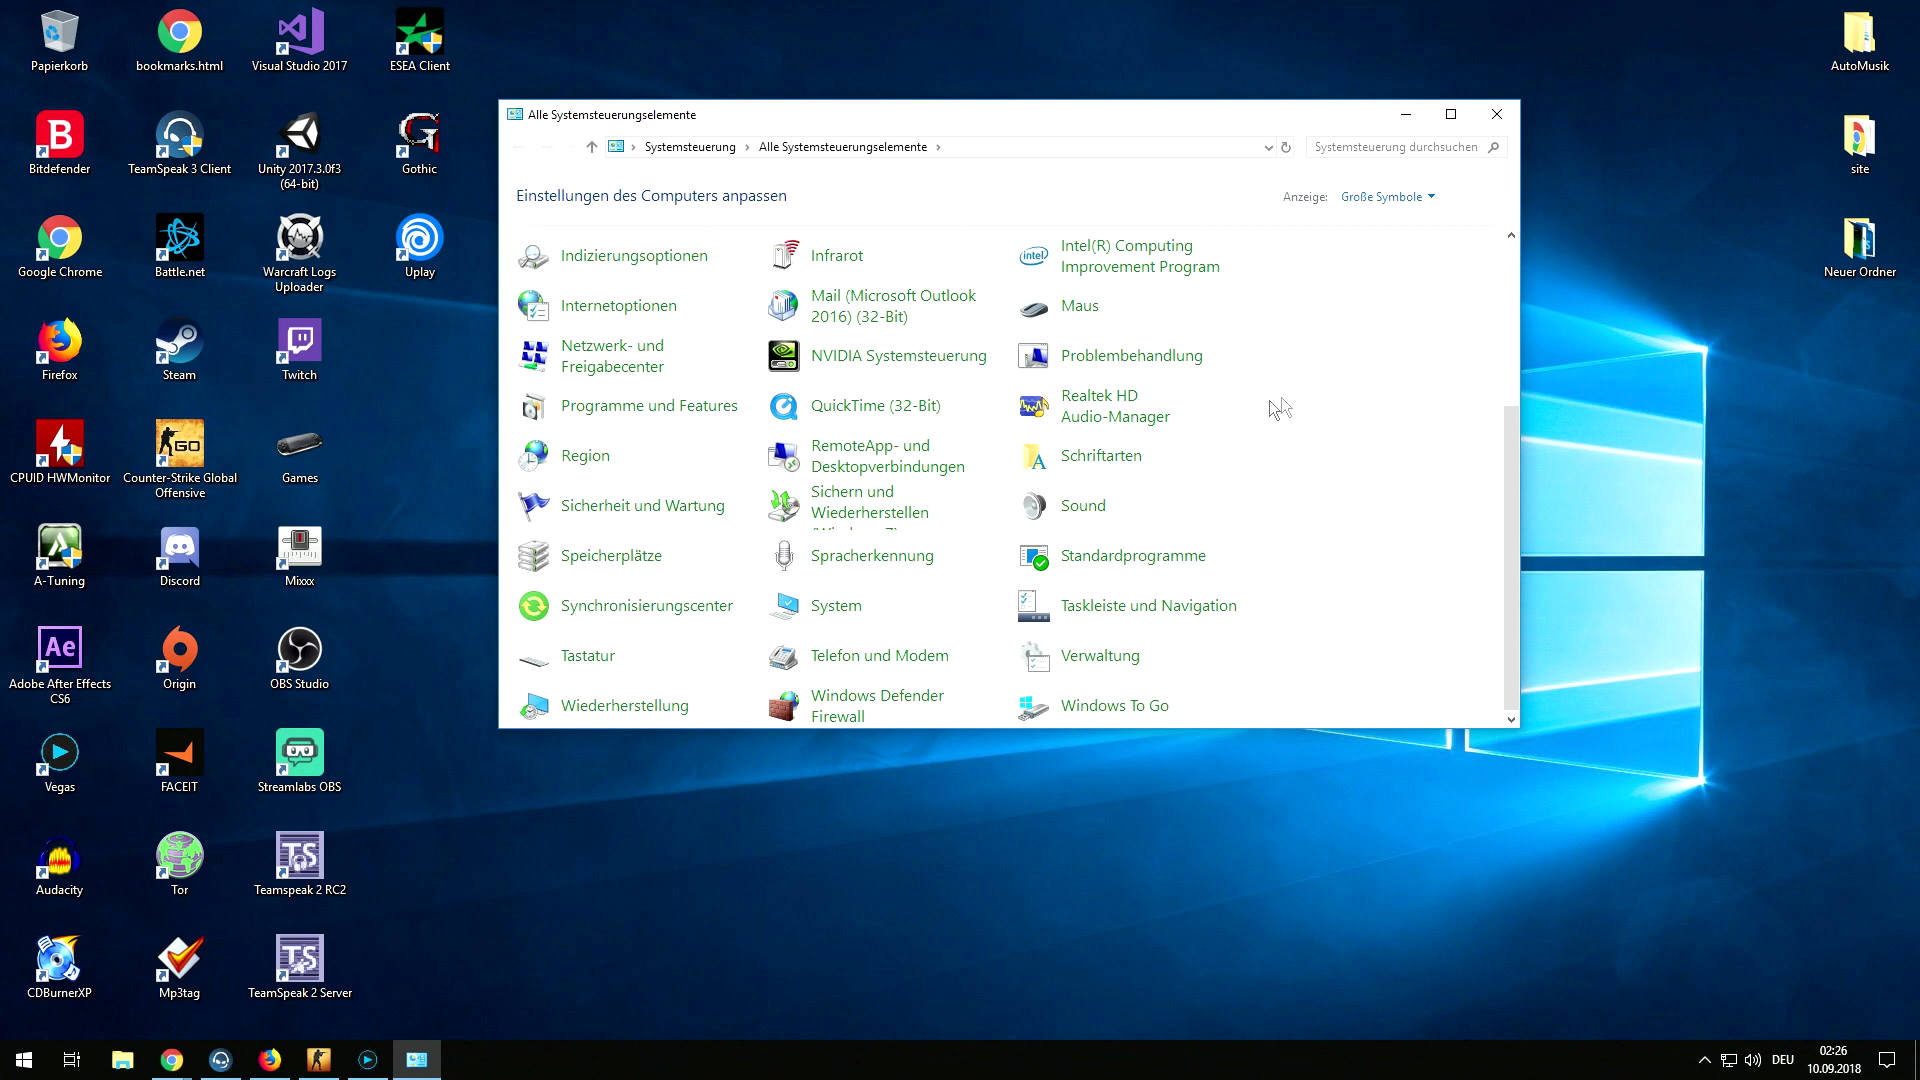 Papierkorb
bookmarks.html
Visual Studio 2017
ESEA Client
AutoMusik
Bitdefender
TeamSpeak 3 Client
Unity 2017.3.0f3
(64-bit)
Gothic
site
Google Chrome
Battle.net
Warcraft Logs
Uploader
Uplay
Neuer Ordner
Firefox
Steam
Twitch
CPUID HWMonitor
Counter-Strike Global
Offensive
Games
A-Tuning
Discord
Mixxx
Adobe After Effects
CS6
Origin
OBS Studio
Vegas
FACEIT
Streamlabs OBS
Audacity
Tor
Teamspeak 2 RC2
CDBurnerXP
Mp3tag
TeamSpeak 2 Server
B
GO
Ae
TS
TS
Alle Systemsteuerungselemente
Systemsteuerung
Alle Systemsteuerungselemente
Systemsteuerung durchsuchen
Einstellungen des Computers anpassen
Anzeige:
Große Symbole
Indizierungsoptionen
Infrarot
intel
Intel(R) Computing
Improvement Program
Internetoptionen
Mail (Microsoft Outlook
2016) (32-Bit)
Maus
Netzwerk- und
Freigabecenter
NVIDIA Systemsteuerung
Problembehandlung
Programme und Features
QuickTime (32-Bit)
Realtek HD
Audio-Manager
Region
RemoteApp- und
Desktopverbindungen
Schriftarten
Sicherheit und Wartung
Sichern und
Wiederherstellen
Sound
Speicherplätze
Spracherkennung
Standardprogramme
Synchronisierungscenter
System
Taskleiste und Navigation
Tastatur
Telefon und Modem
Verwaltung
Wiederherstellung
Windows Defender
Firewall
Windows To Go
DEU
02:26
10.09.2018